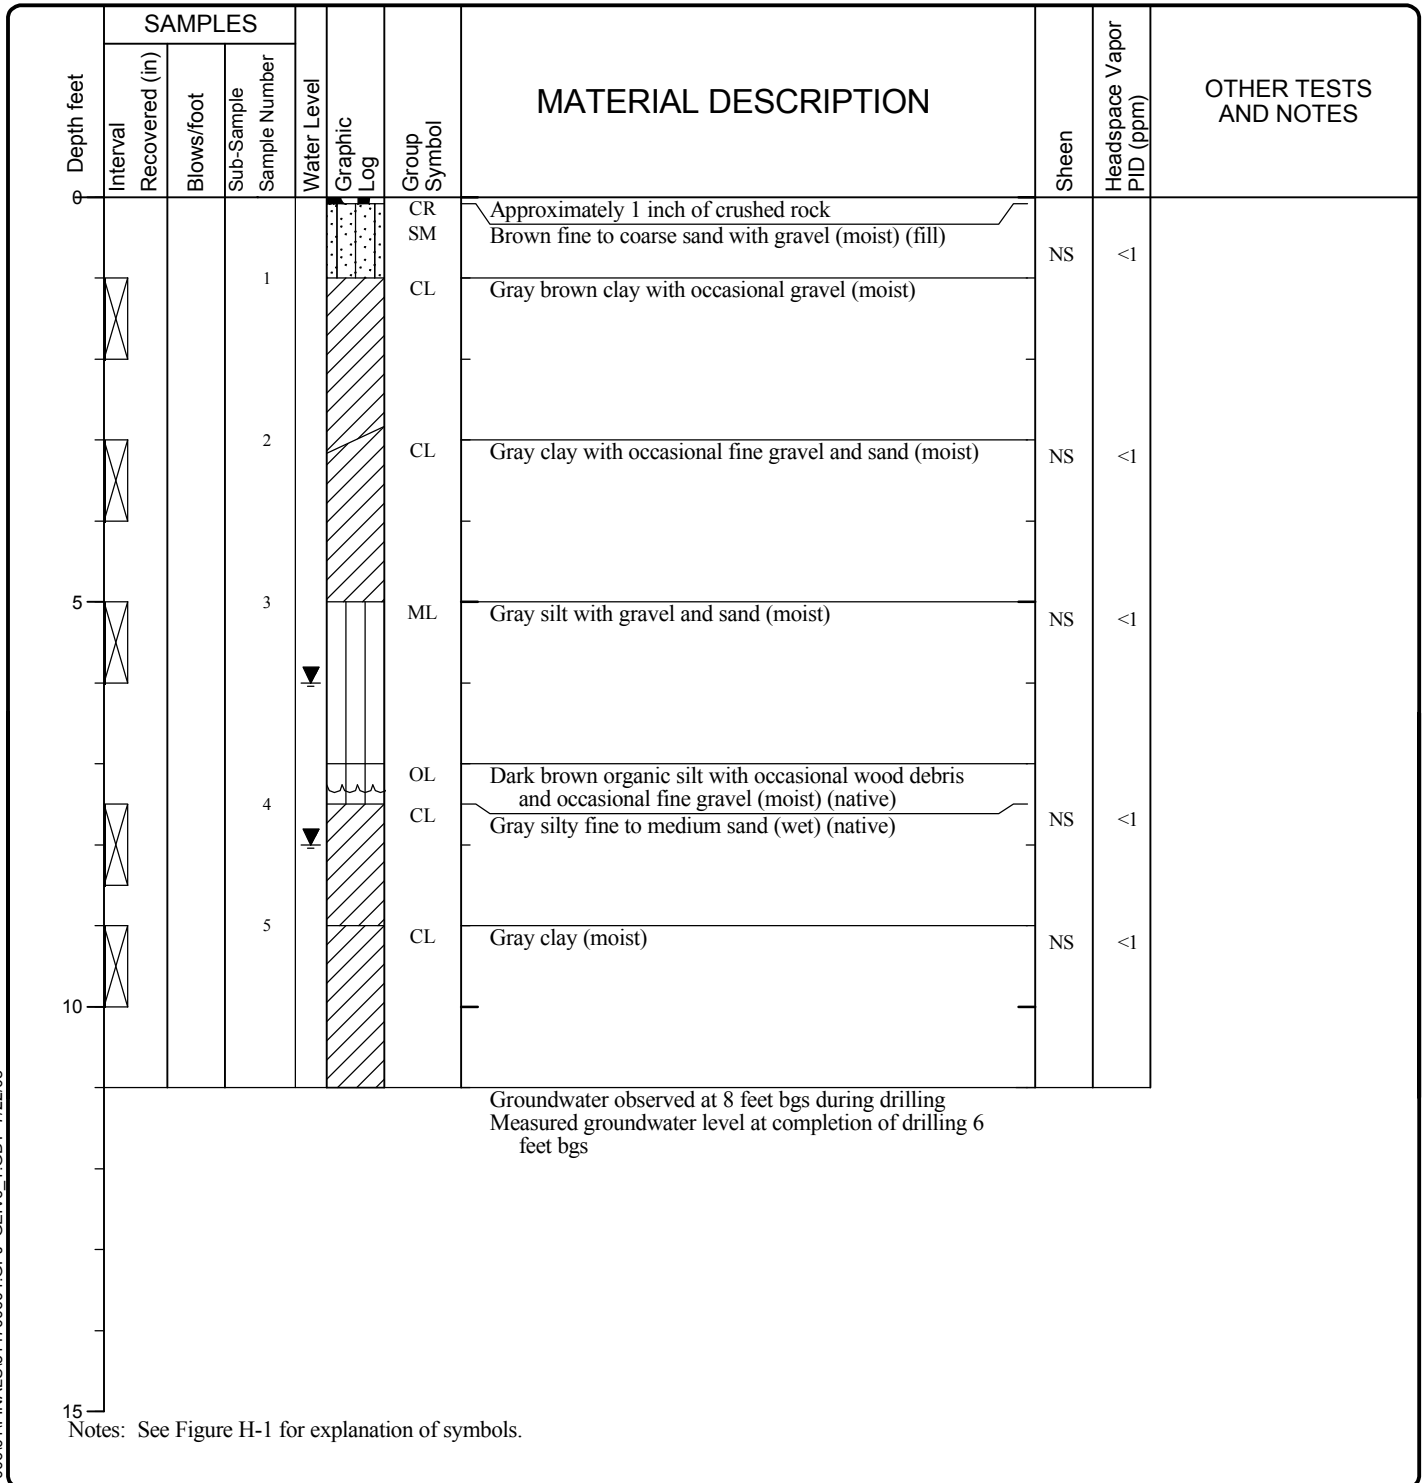 SAMPLES
Depth feet
Interval
Recovered (in)
Blows/foot
Sub-Sample
Sample Number
Water Level
Graphic
Log
Group
Symbol
MATERIAL DESCRIPTION
Sheen
Headspace Vapor
PID (ppm)
OTHER TESTS
AND NOTES
0
CR Approximately 1 inch of crushed rock
SM Brown fine to coarse sand with gravel (moist) (fill)
NS <1
1
CL Gray brown clay with occasional gravel (moist)
2
CL Gray clay with occasional fine gravel and sand (moist) NS <1
5 3
ML Gray silt with gravel and sand (moist) NS <1
OL Dark brown organic silt with occasional wood debris
and occasional fine gravel (moist) (native)
4
CL Gray silty fine to medium sand (wet) (native) NS <1
5
CL Gray clay (moist) NS <1
10
Groundwater observed at 8 feet bgs during drilling
Measured groundwater level at completion of drilling 6
feet bgs
15
Notes: See Figure H-1 for explanation of symbols.